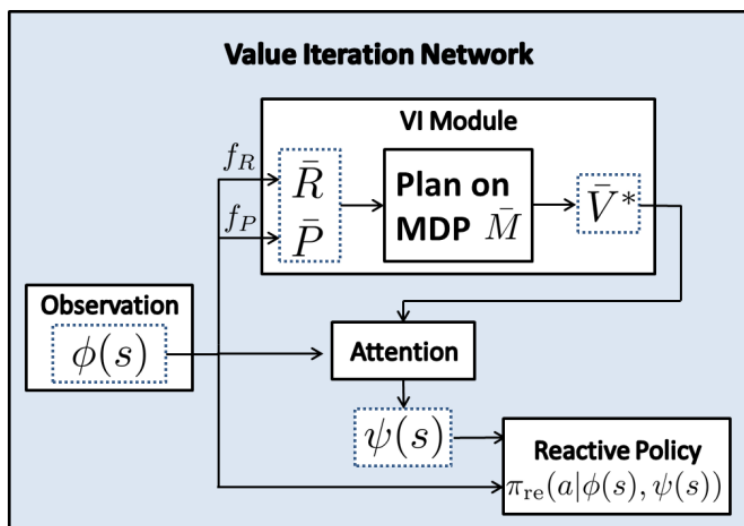 Value Iteration Network
VI Module
f_R
R̄
Plan on
MDP M̄
V̄*
f_P
P̄
Observation
ϕ(s)
Attention
ψ(s)
Reactive Policy
π_re(a|ϕ(s), ψ(s))